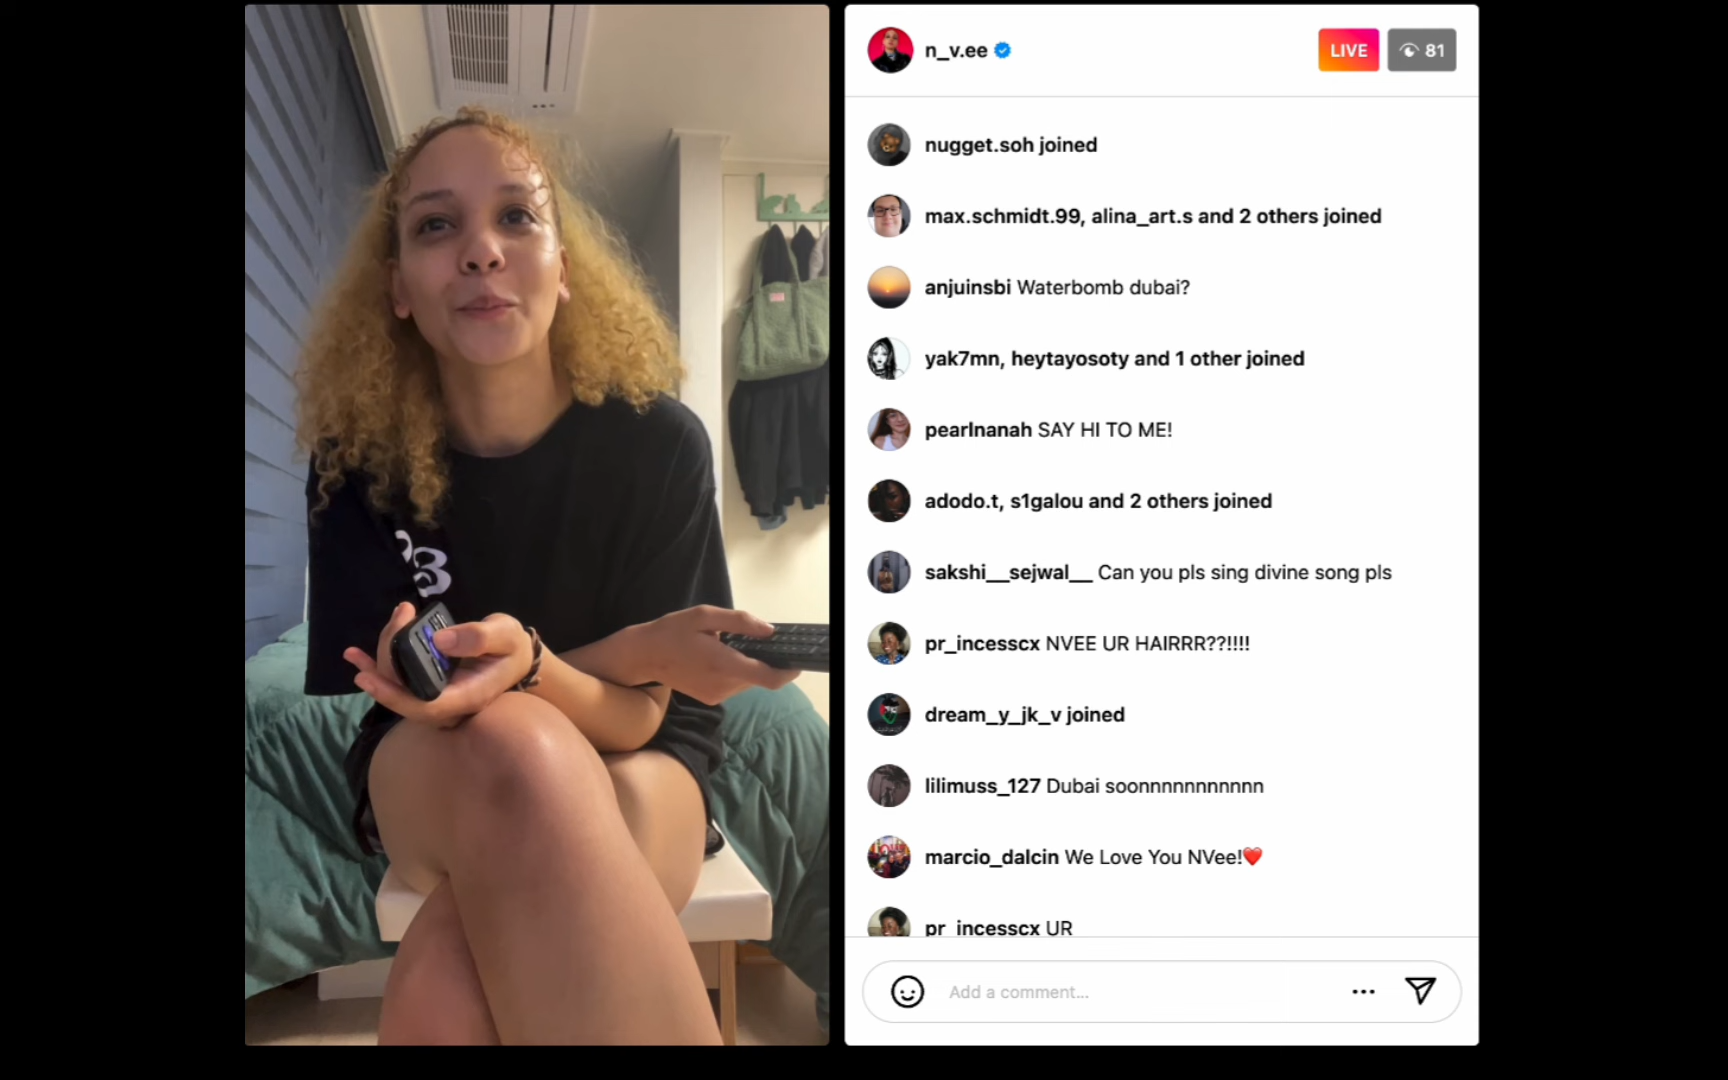 n_v.ee
LIVE
81
nugget.soh joined
max.schmidt.99, alina_art.s and 2 others joined
anjuinsbi Waterbomb dubai?
yak7mn, heytayosoty and 1 other joined
pearlnanah SAY HI TO ME!
adodo.t, s1galou and 2 others joined
sakshi__sejwal__ Can you pls sing divine song pls
pr_incesscx NVEE UR HAIRRR??!!!!
dream_y_jk_v joined
lilimuss_127 Dubai soonnnnnnnnnnn
marcio_dalcin We Love You NVee!❤️
pr_incesscx UR
Add a comment...